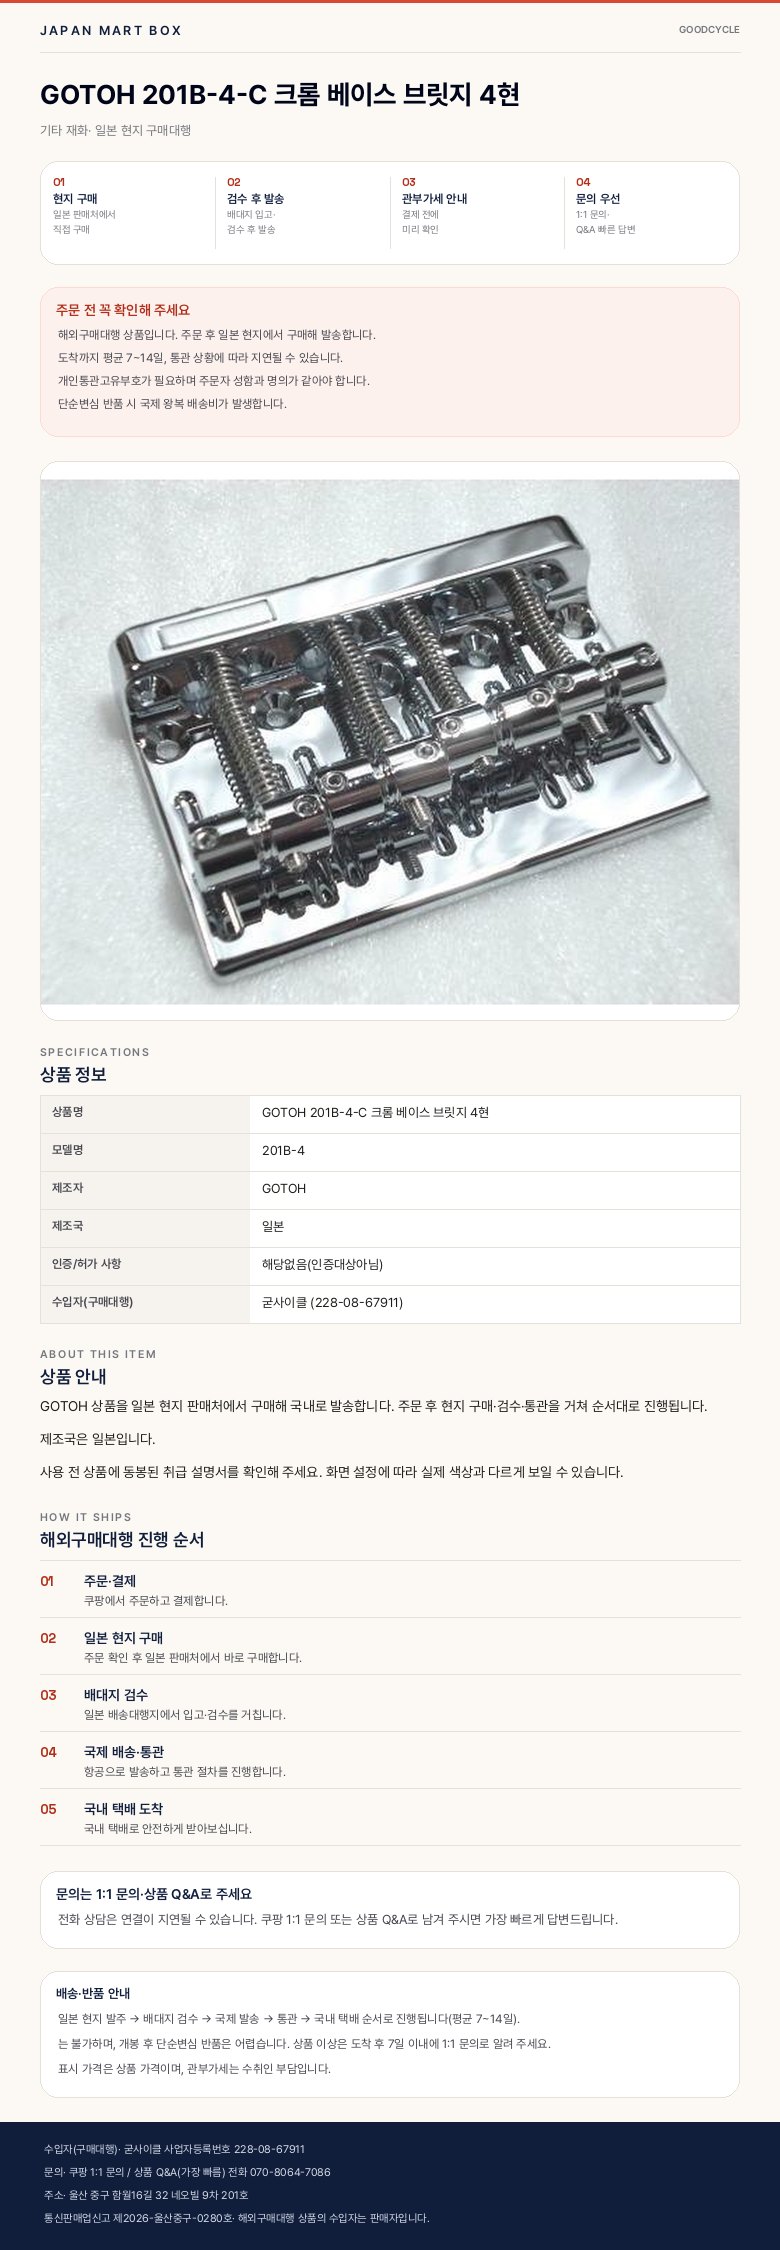 JAPAN MART BOX
GOODCYCLE
GOTOH 201B-4-C 크롬 베이스 브릿지 4현
기타 재화· 일본 현지 구매대행
01
현지 구매
일본 판매처에서
직접 구매
02
검수 후 발송
배대지 입고·
검수 후 발송
03
관부가세 안내
결제 전에
미리 확인
04
문의 우선
1:1 문의·
Q&A 빠른 답변
주문 전 꼭 확인해 주세요
해외구매대행 상품입니다. 주문 후 일본 현지에서 구매해 발송합니다.
도착까지 평균 7~14일, 통관 상황에 따라 지연될 수 있습니다.
개인통관고유부호가 필요하며 주문자 성함과 명의가 같아야 합니다.
단순변심 반품 시 국제 왕복 배송비가 발생합니다.
SPECIFICATIONS
상품 정보
상품명 GOTOH 201B-4-C 크롬 베이스 브릿지 4현
모델명 201B-4
제조자 GOTOH
제조국 일본
인증/허가 사항 해당없음(인증대상아님)
수입자(구매대행) 굳사이클 (228-08-67911)
ABOUT THIS ITEM
상품 안내
GOTOH 상품을 일본 현지 판매처에서 구매해 국내로 발송합니다. 주문 후 현지 구매·검수·통관을 거쳐 순서대로 진행됩니다.
제조국은 일본입니다.
사용 전 상품에 동봉된 취급 설명서를 확인해 주세요. 화면 설정에 따라 실제 색상과 다르게 보일 수 있습니다.
HOW IT SHIPS
해외구매대행 진행 순서
01 주문·결제
쿠팡에서 주문하고 결제합니다.
02 일본 현지 구매
주문 확인 후 일본 판매처에서 바로 구매합니다.
03 배대지 검수
일본 배송대행지에서 입고·검수를 거칩니다.
04 국제 배송·통관
항공으로 발송하고 통관 절차를 진행합니다.
05 국내 택배 도착
국내 택배로 안전하게 받아보십니다.
문의는 1:1 문의·상품 Q&A로 주세요
전화 상담은 연결이 지연될 수 있습니다. 쿠팡 1:1 문의 또는 상품 Q&A로 남겨 주시면 가장 빠르게 답변드립니다.
배송·반품 안내
일본 현지 발주 → 배대지 검수 → 국제 발송 → 통관 → 국내 택배 순서로 진행됩니다(평균 7~14일).
는 불가하며, 개봉 후 단순변심 반품은 어렵습니다. 상품 이상은 도착 후 7일 이내에 1:1 문의로 알려 주세요.
표시 가격은 상품 가격이며, 관부가세는 수취인 부담입니다.
수입자(구매대행)· 굳사이클 사업자등록번호 228-08-67911
문의· 쿠팡 1:1 문의 / 상품 Q&A(가장 빠름) 전화 070-8064-7086
주소· 울산 중구 함월16길 32 네오빌 9차 201호
통신판매업신고 제2026-울산중구-0280호· 해외구매대행 상품의 수입자는 판매자입니다.